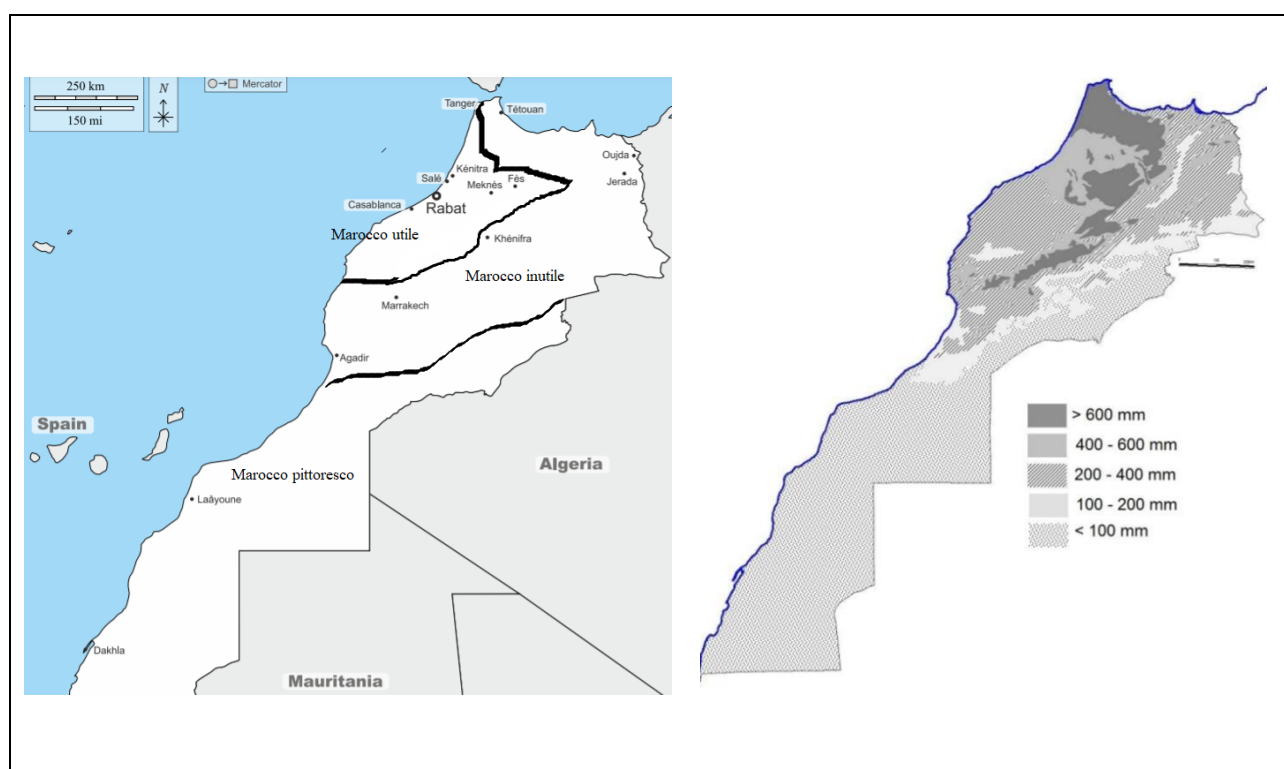 250 km
150 mi
N
Mercator
Tanger
Tétouan
Oujda
Kénitra
Salé
Fès
Jerada
Meknès
Rabat
Casablanca
Marocco utile
Khénifra
Marocco inutile
Marrakech
Agadir
Spain
Algeria
Marocco pittoresco
Laâyoune
Dakhla
Mauritania
> 600 mm
400 - 600 mm
200 - 400 mm
100 - 200 mm
< 100 mm